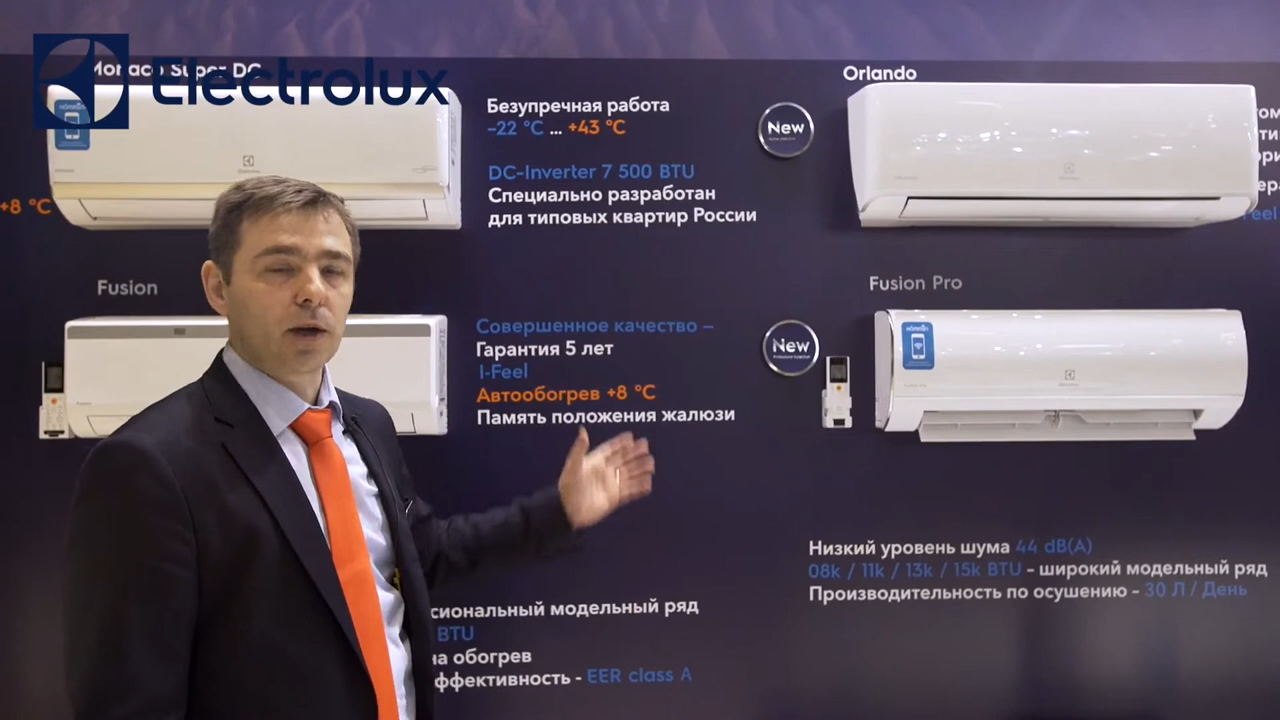 Electrolux
Monaco Super DC
Orlando
Безупречная работа
–22 °C ... +43 °C
New
DC-Inverter 7 500 BTU
Специально разработан
для типовых квартир России
+8 °C
Feel
Fusion
Fusion Pro
Совершенное качество –
Гарантия 5 лет
I-Feel
Автообогрев +8 °C
Память положения жалюзи
New
HOMMYN
Electrolux
Низкий уровень шума 44 dB(A)
08k / 11k / 13k / 15k BTU - широкий модельный ряд
Производительность по осушению - 30 Л / День
сиональный модельный ряд
BTU
на обогрев
ффективность - EER class A